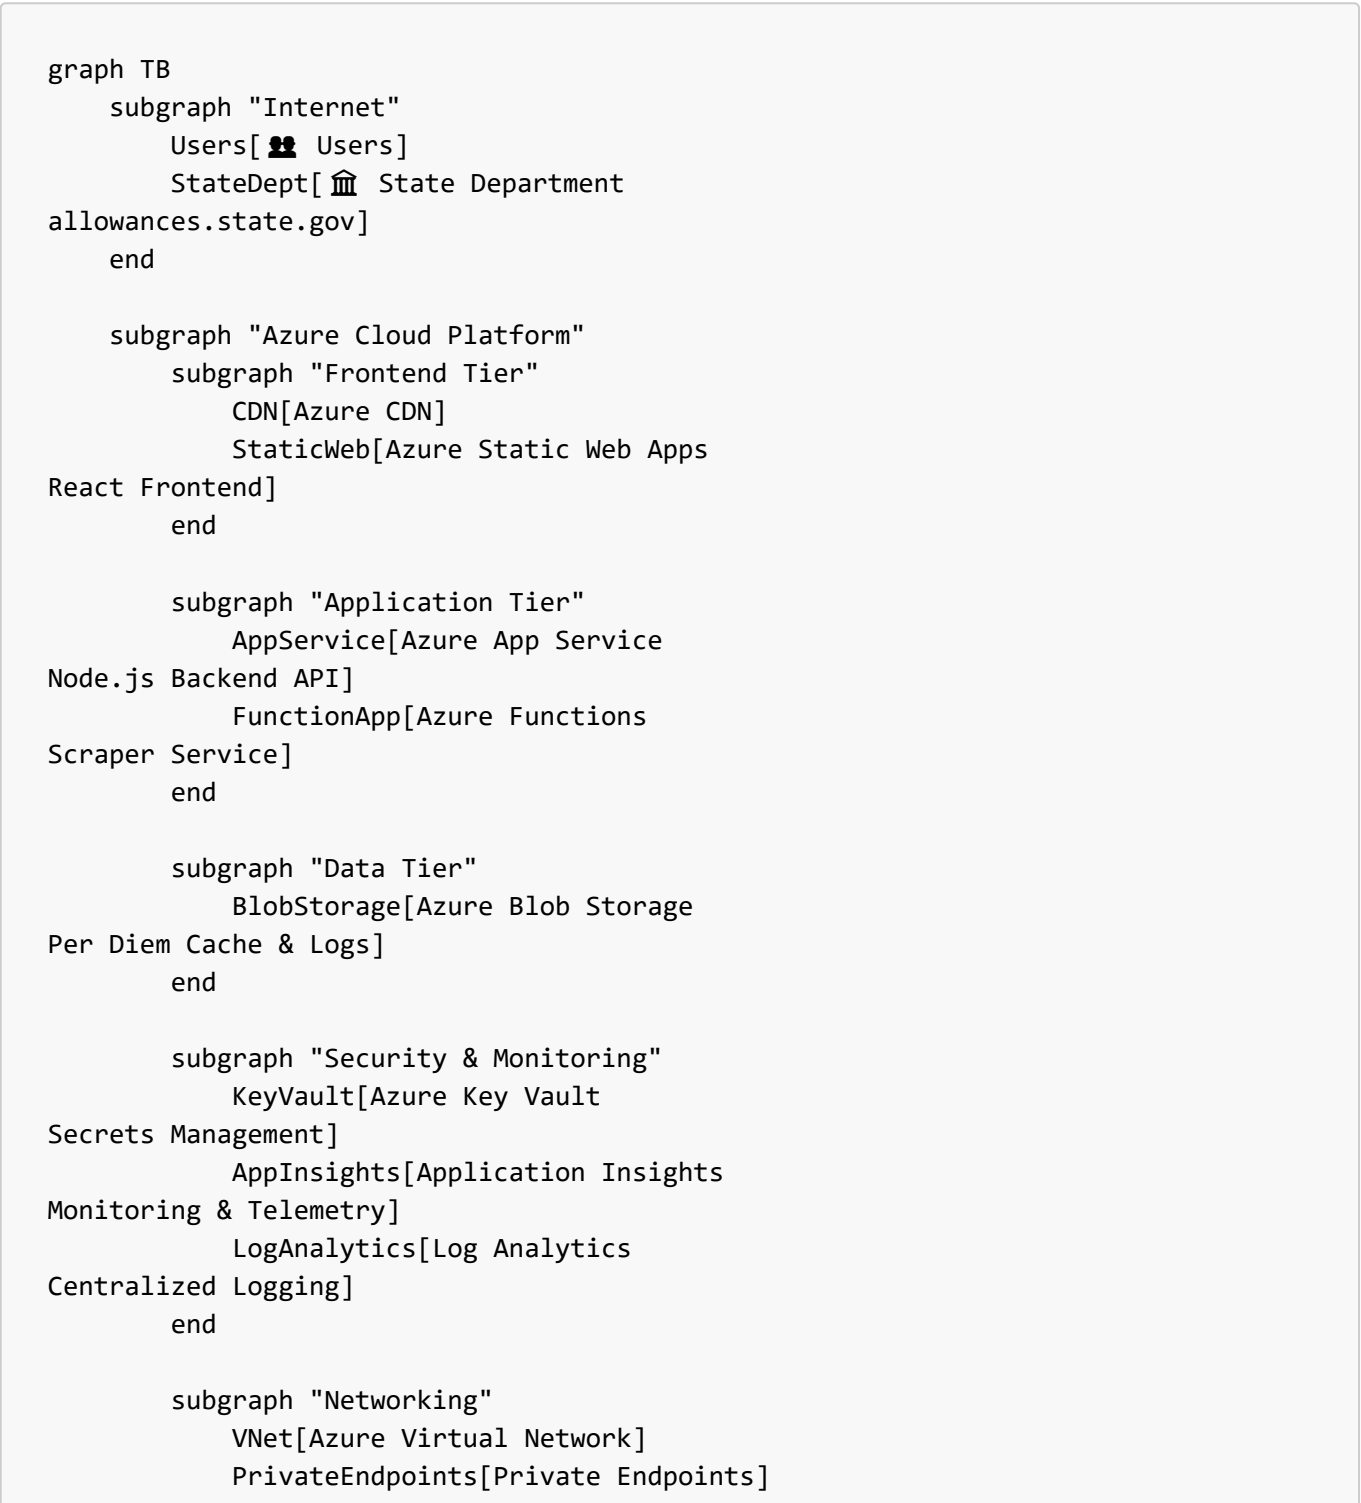 graph TB
    subgraph "Internet"
        Users[👥 Users]
        StateDept[🏛 State Department
allowances.state.gov]
    end

    subgraph "Azure Cloud Platform"
        subgraph "Frontend Tier"
            CDN[Azure CDN]
            StaticWeb[Azure Static Web Apps
React Frontend]
        end

        subgraph "Application Tier"
            AppService[Azure App Service
Node.js Backend API]
            FunctionApp[Azure Functions
Scraper Service]
        end

        subgraph "Data Tier"
            BlobStorage[Azure Blob Storage
Per Diem Cache & Logs]
        end

        subgraph "Security & Monitoring"
            KeyVault[Azure Key Vault
Secrets Management]
            AppInsights[Application Insights
Monitoring & Telemetry]
            LogAnalytics[Log Analytics
Centralized Logging]
        end

        subgraph "Networking"
            VNet[Azure Virtual Network]
            PrivateEndpoints[Private Endpoints]